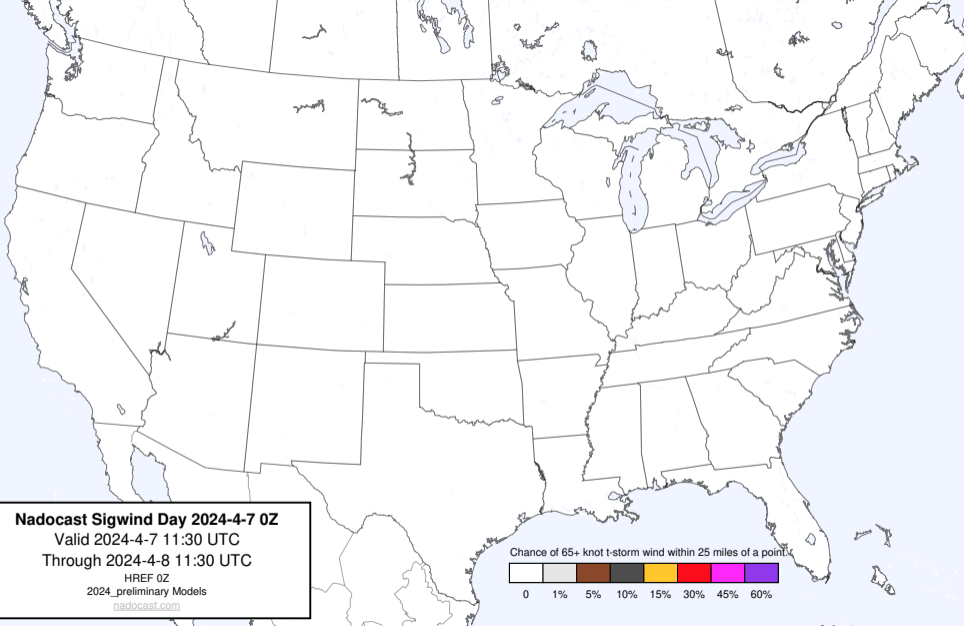 Nadocast Sigwind Day 2024-4-7 0Z
Valid 2024-4-7 11:30 UTC
Through 2024-4-8 11:30 UTC
HREF 0Z
2024_preliminary Models
nadocast.com
Chance of 65+ knot t-storm wind within 25 miles of a point.
0 1% 5% 10% 15% 30% 45% 60%